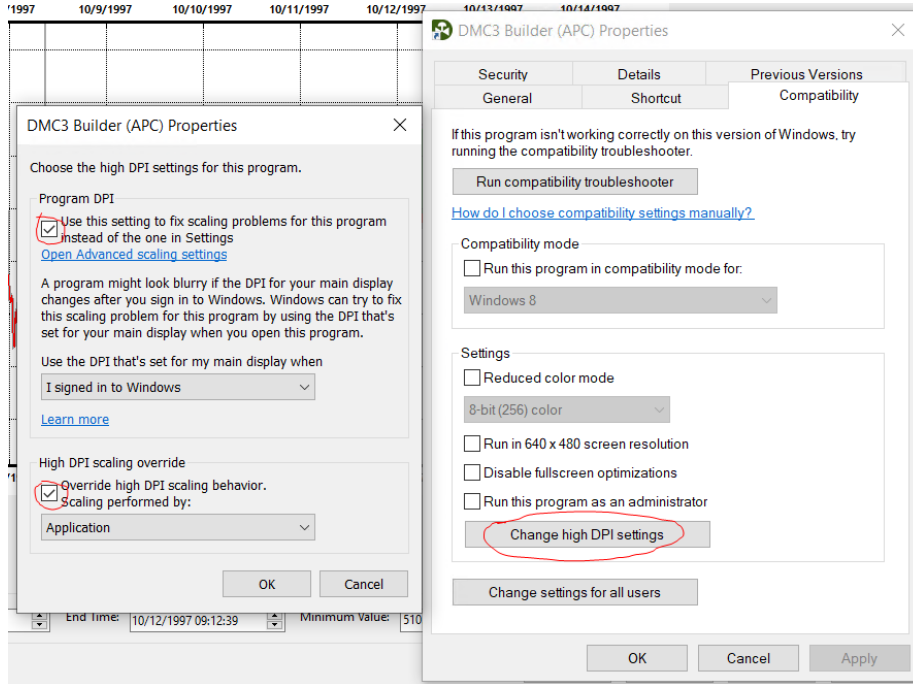 /1997 10/9/1997 10/10/1997 10/11/1997 10/12/1997 10/13/1997 10/14/1997
DMC3 Builder (APC) Properties
Choose the high DPI settings for this program.
Program DPI
Use this setting to fix scaling problems for this program
instead of the one in Settings
Open Advanced scaling settings
A program might look blurry if the DPI for your main display
changes after you sign in to Windows. Windows can try to fix
this scaling problem for this program by using the DPI that's
set for your main display when you open this program.
Use the DPI that's set for my main display when
I signed in to Windows
Learn more
High DPI scaling override
Override high DPI scaling behavior.
Scaling performed by:
Application
OK Cancel
End Time: 10/12/1997 09:12:39 Minimum Value: 510
DMC3 Builder (APC) Properties
Security Details Previous Versions
General Shortcut Compatibility
If this program isn't working correctly on this version of Windows, try
running the compatibility troubleshooter.
Run compatibility troubleshooter
How do I choose compatibility settings manually?
Compatibility mode
Run this program in compatibility mode for:
Windows 8
Settings
Reduced color mode
8-bit (256) color
Run in 640 x 480 screen resolution
Disable fullscreen optimizations
Run this program as an administrator
Change high DPI settings
Change settings for all users
OK Cancel Apply